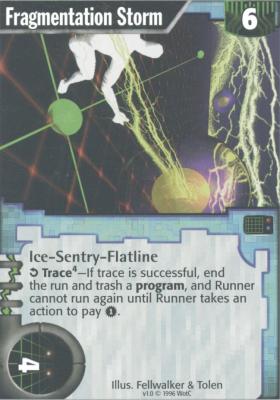 Fragmentation Storm
6
Ice-Sentry-Flatline
Trace⁴–If trace is successful, end
the run and trash a program, and Runner
cannot run again until Runner takes an
action to pay ❶.
4
Illus. Fellwalker & Tolen
v1.0 © 1996 WotC